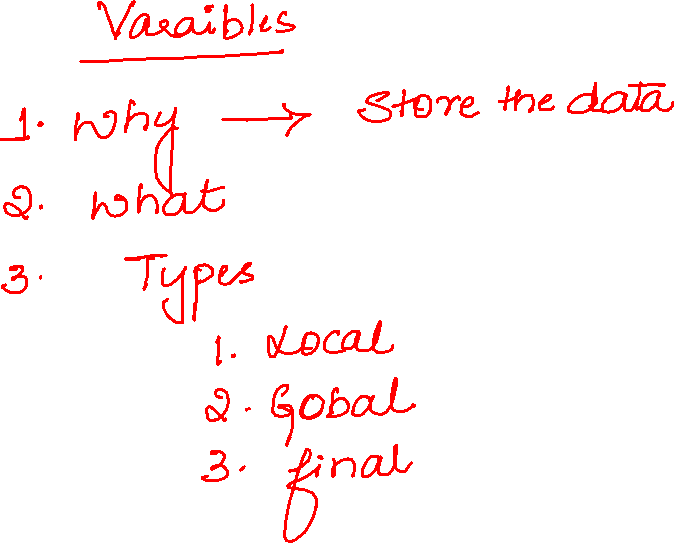 Varaibles
1. Why → Store the data
2. what
3. Types
1. Local
2. Gobal
3. final